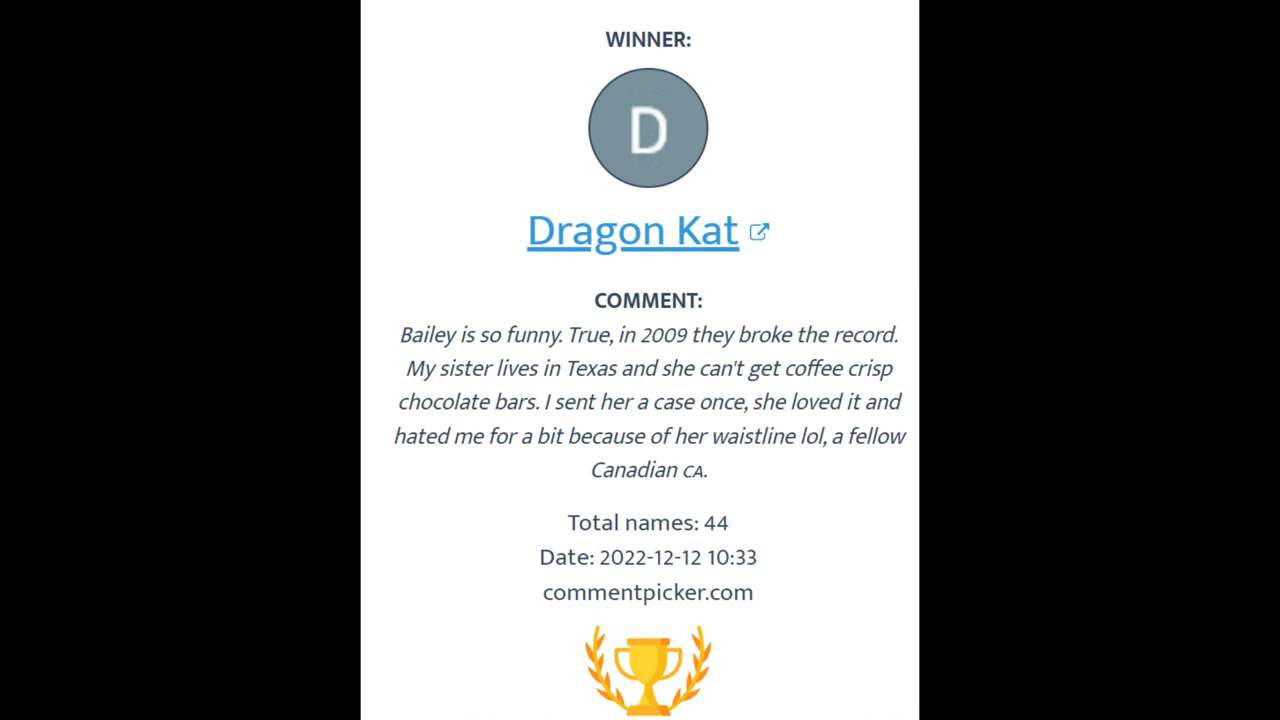 WINNER:
D
Dragon Kat
COMMENT:
Bailey is so funny. True, in 2009 they broke the record.
My sister lives in Texas and she can't get coffee crisp
chocolate bars. I sent her a case once, she loved it and
hated me for a bit because of her waistline lol, a fellow
Canadian CA.
Total names: 44
Date: 2022-12-12 10:33
commentpicker.com